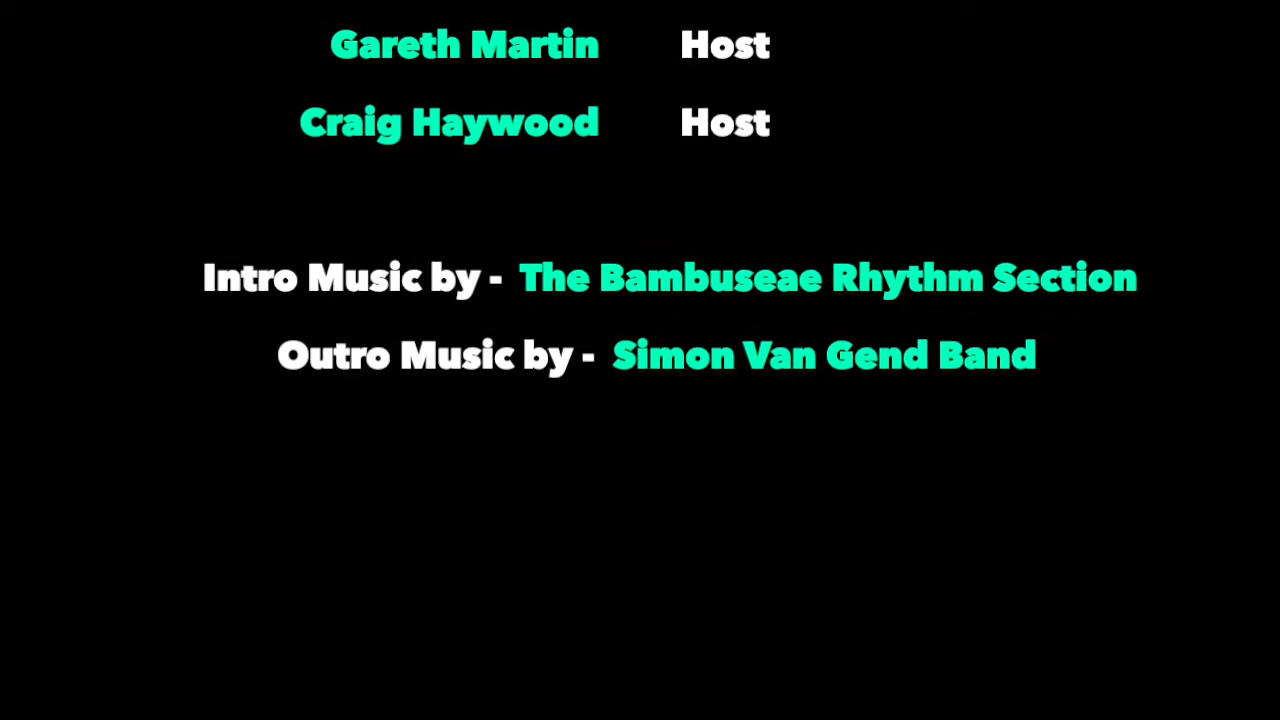 Gareth Martin Host
Craig Haywood Host
Intro Music by - The Bambuseae Rhythm Section
Outro Music by - Simon Van Gend Band